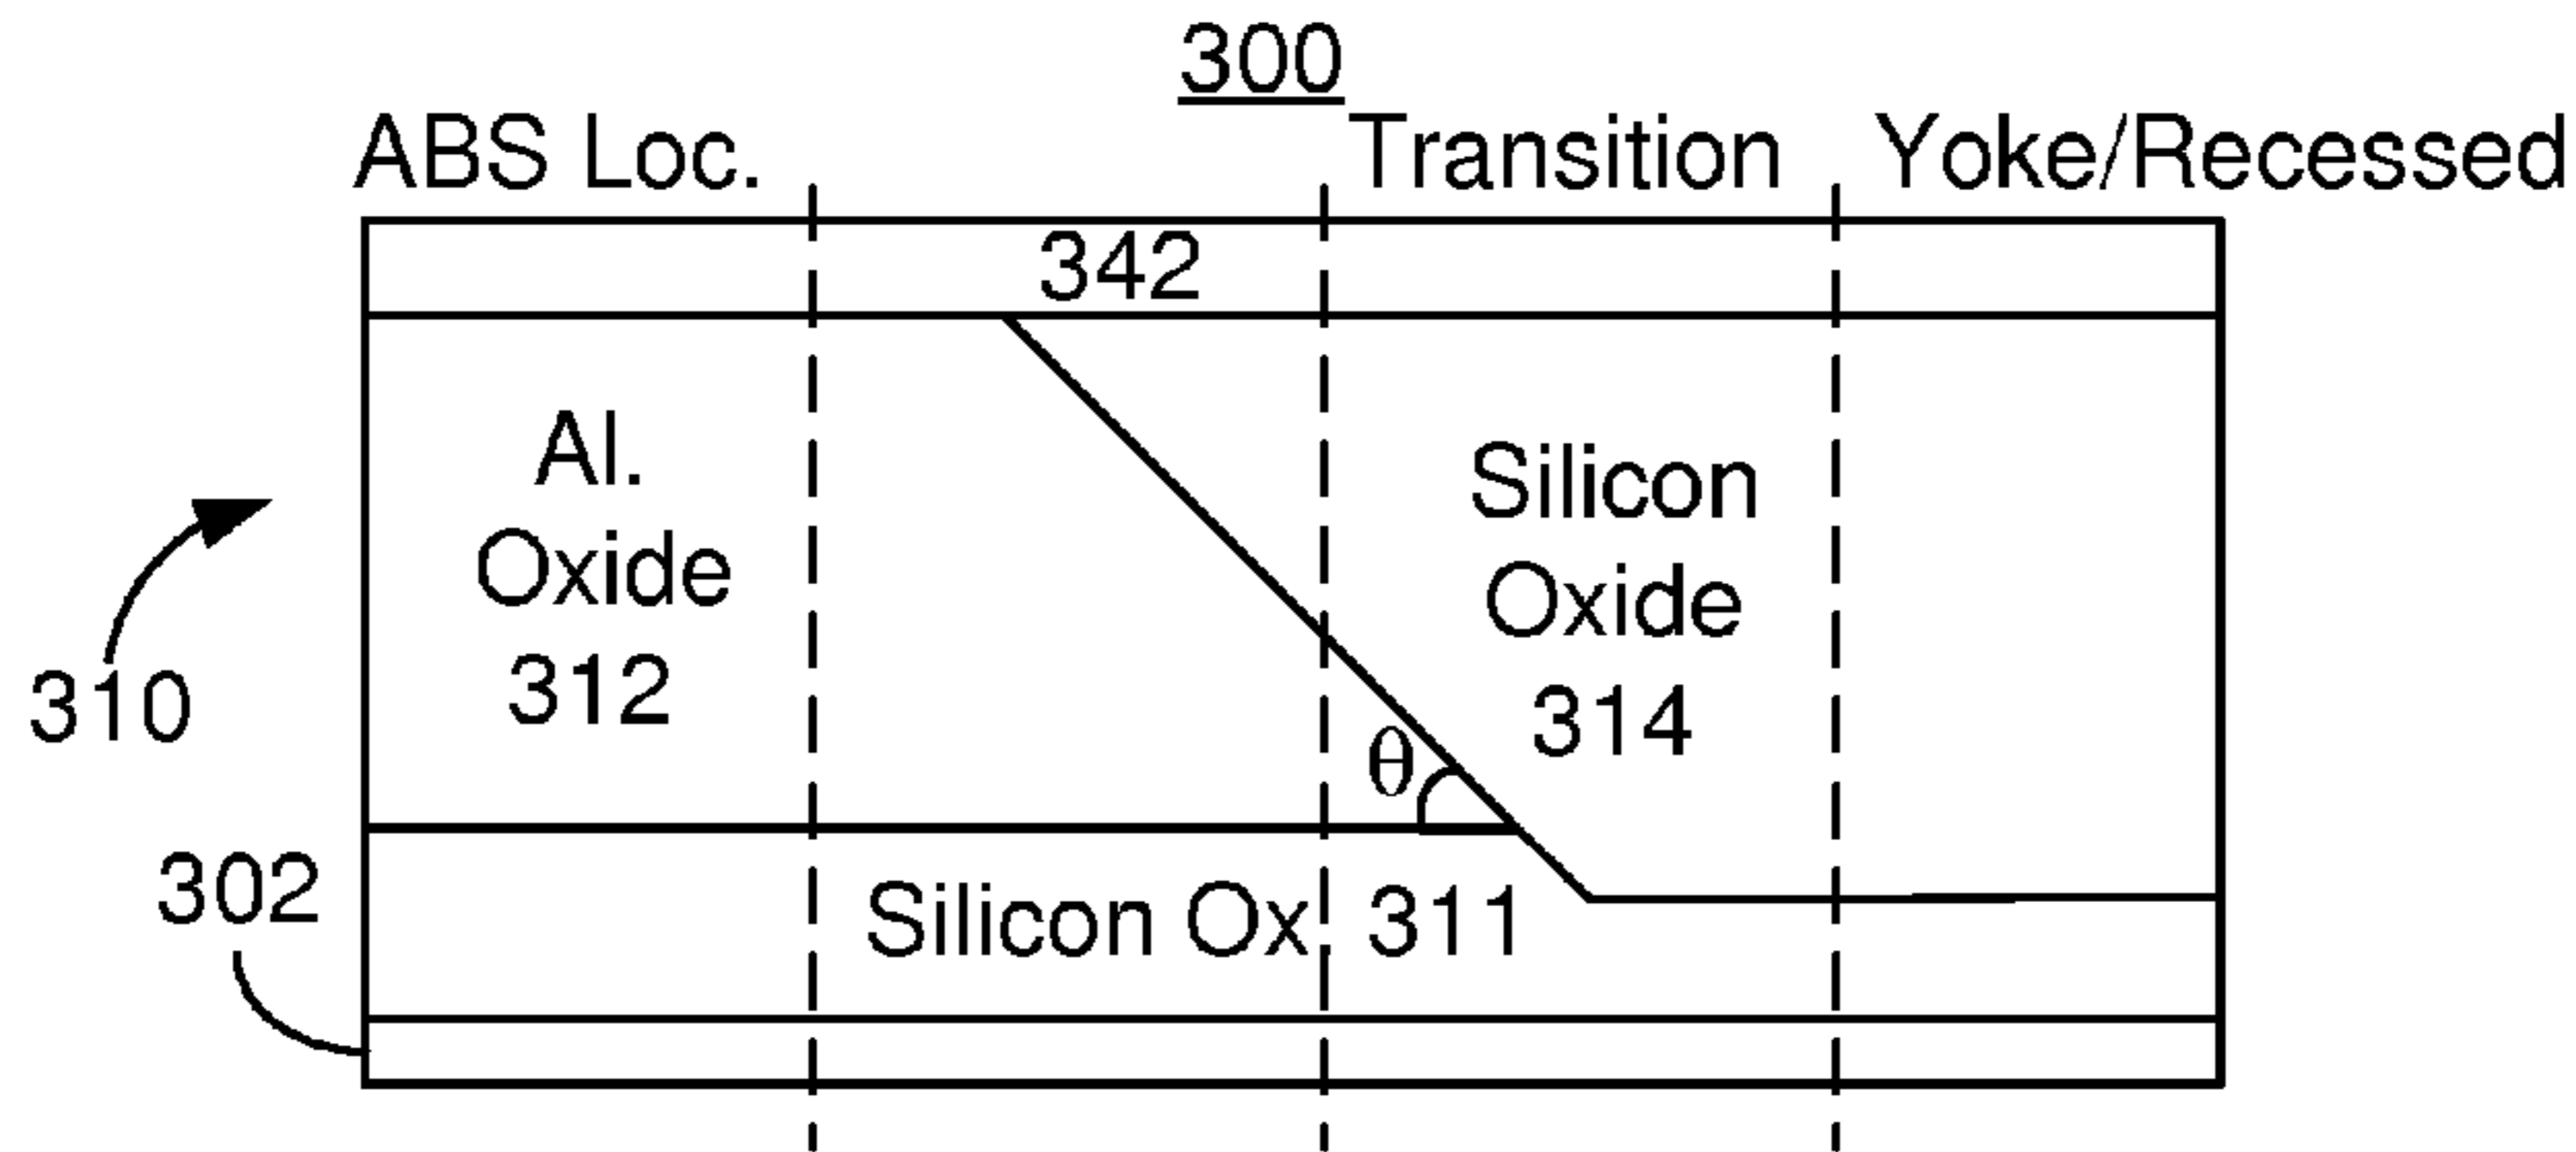 300
ABS Loc. Transition Yoke/Recessed
342
Al.
Oxide
312
Silicon
Oxide
314
310
θ
302
Silicon Ox. 311